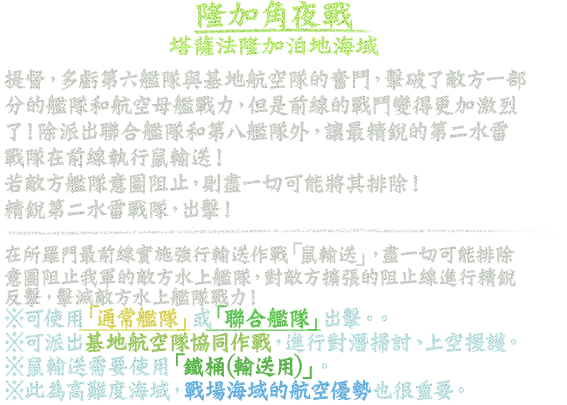 隆加角夜戰
塔薩法隆加泊地海域
提督，多虧第六艦隊與基地航空隊的奮鬥，擊破了敵方一部
分的艦隊和航空母艦戰力，但是前線的戰鬥變得更加激烈
了！除派出聯合艦隊和第八艦隊外，讓最精銳的第二水雷
戰隊在前線執行鼠輸送！
若敵方艦隊意圖阻止，則盡一切可能將其排除！
精銳第二水雷戰隊，出擊！
在所羅門最前線實施強行輸送作戰「鼠輸送」，盡一切可能排除
意圖阻止我軍的敵方水上艦隊，對敵方擴張的阻止線進行精銳
反擊，擊滅敵方水上艦隊戰力！
※可使用「通常艦隊」或「聯合艦隊」出擊。。
※可派出基地航空隊協同作戰，進行對潛掃討、上空援護。
※鼠輸送需要使用「鐵桶(輸送用)」。
※此為高難度海域，戰場海域的航空優勢也很重要。